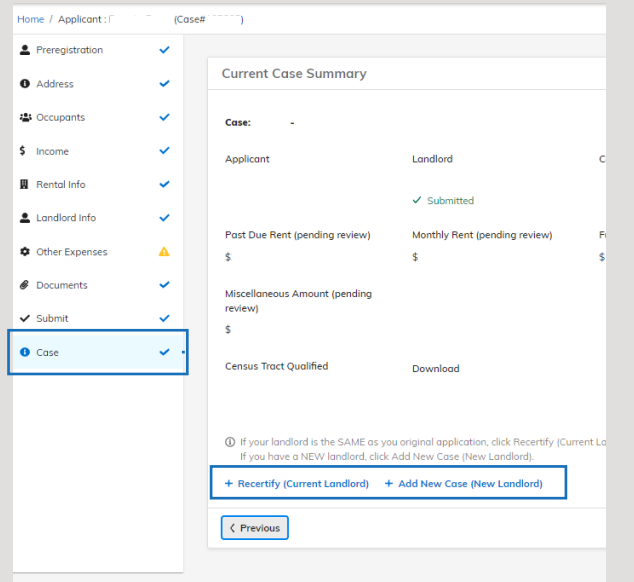 Home / Applicant : (Case# )
Preregistration
Address
Occupants
$ Income
Rental Info
Landlord Info
Other Expenses
Documents
Submit
Case
Current Case Summary
Case: -
Applicant Landlord C
Submitted
Past Due Rent (pending review) Monthly Rent (pending review) F
$ $ $
Miscellaneous Amount (pending
review)
$
Census Tract Qualified Download
If your landlord is the SAME as you original application, click Recertify (Current La
If you have a NEW landlord, click Add New Case (New Landlord).
+ Recertify (Current Landlord) + Add New Case (New Landlord)
< Previous